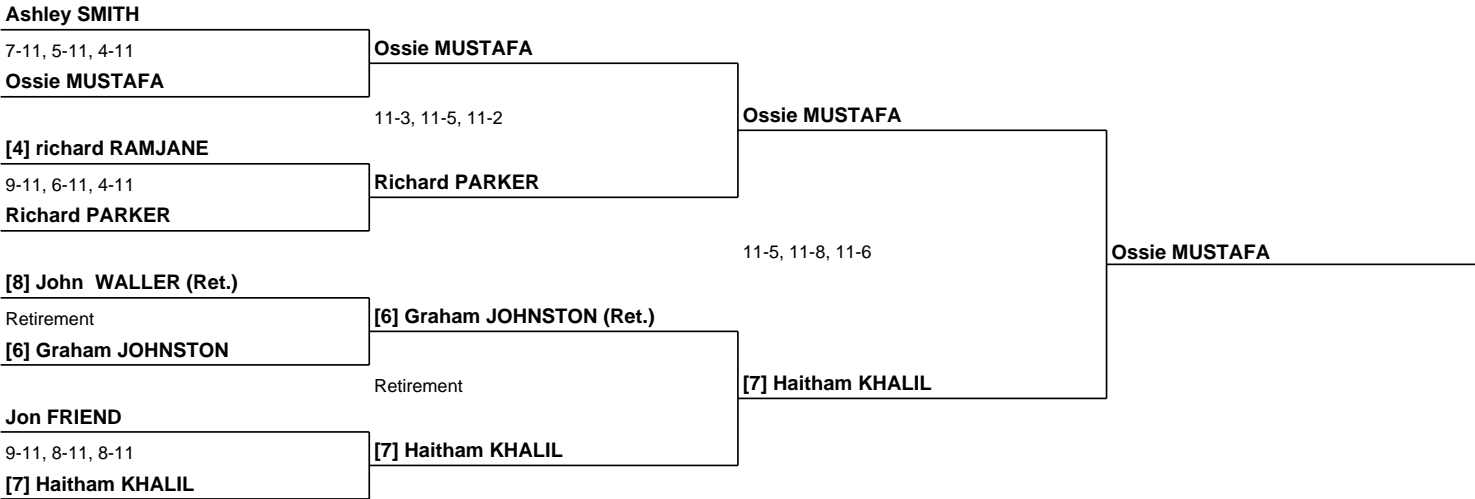 Ashley SMITH
7-11, 5-11, 4-11
Ossie MUSTAFA
Ossie MUSTAFA
11-3, 11-5, 11-2
Ossie MUSTAFA
[4] richard RAMJANE
9-11, 6-11, 4-11
Richard PARKER
Richard PARKER
11-5, 11-8, 11-6
Ossie MUSTAFA
[8] John  WALLER (Ret.)
Retirement
[6] Graham JOHNSTON (Ret.)
[6] Graham JOHNSTON
Retirement
[7] Haitham KHALIL
Jon FRIEND
9-11, 8-11, 8-11
[7] Haitham KHALIL
[7] Haitham KHALIL